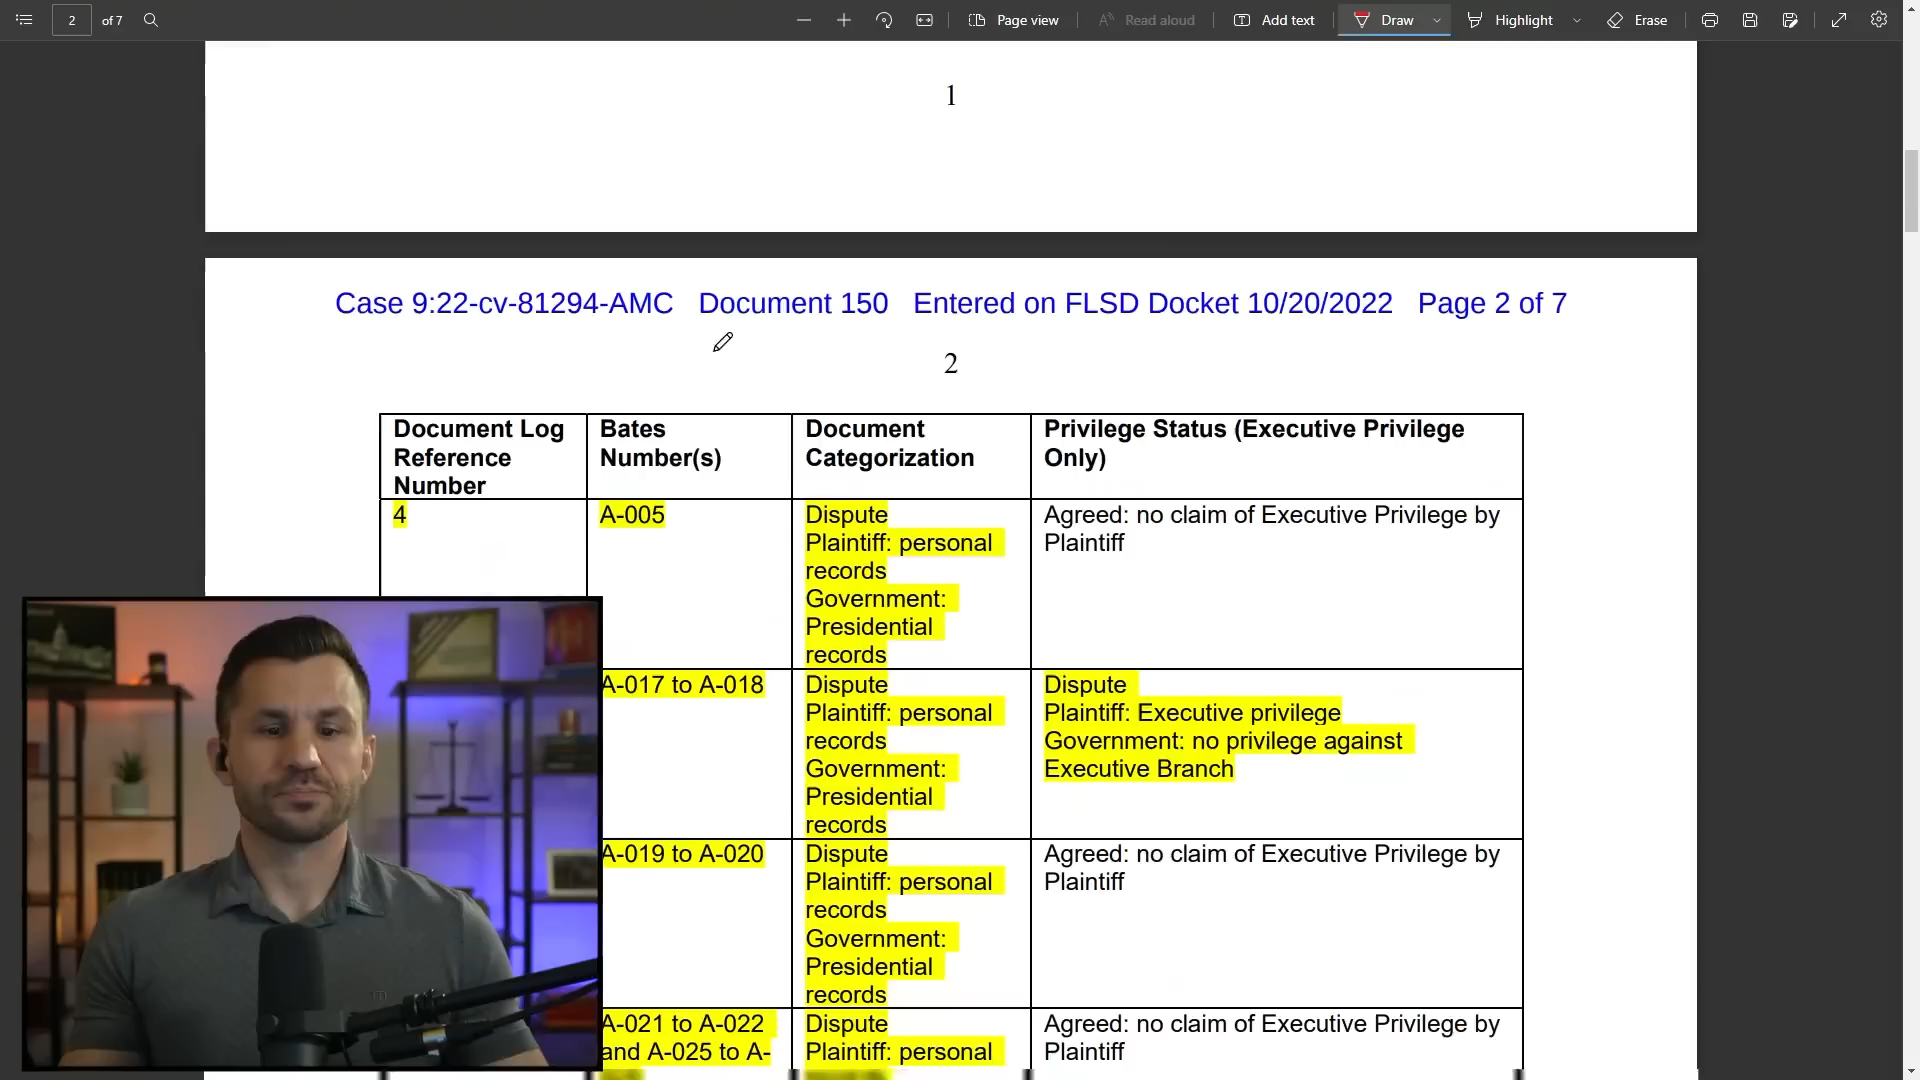 2 of 7 Page view Read aloud Add text Draw Highlight Erase
1
Case 9:22-cv-81294-AMC Document 150 Entered on FLSD Docket 10/20/2022 Page 2 of 7
2
Document Log
Reference
Number
Bates
Number(s)
Document
Categorization
Privilege Status (Executive Privilege
Only)
4
A-005
Dispute
Plaintiff: personal
records
Government:
Presidential
records
Agreed: no claim of Executive Privilege by
Plaintiff
A-017 to A-018
Dispute
Plaintiff: personal
records
Government:
Presidential
records
Dispute
Plaintiff: Executive privilege
Government: no privilege against
Executive Branch
A-019 to A-020
Dispute
Plaintiff: personal
records
Government:
Presidential
records
Agreed: no claim of Executive Privilege by
Plaintiff
A-021 to A-022
and A-025 to A-
Dispute
Plaintiff: personal
Agreed: no claim of Executive Privilege by
Plaintiff